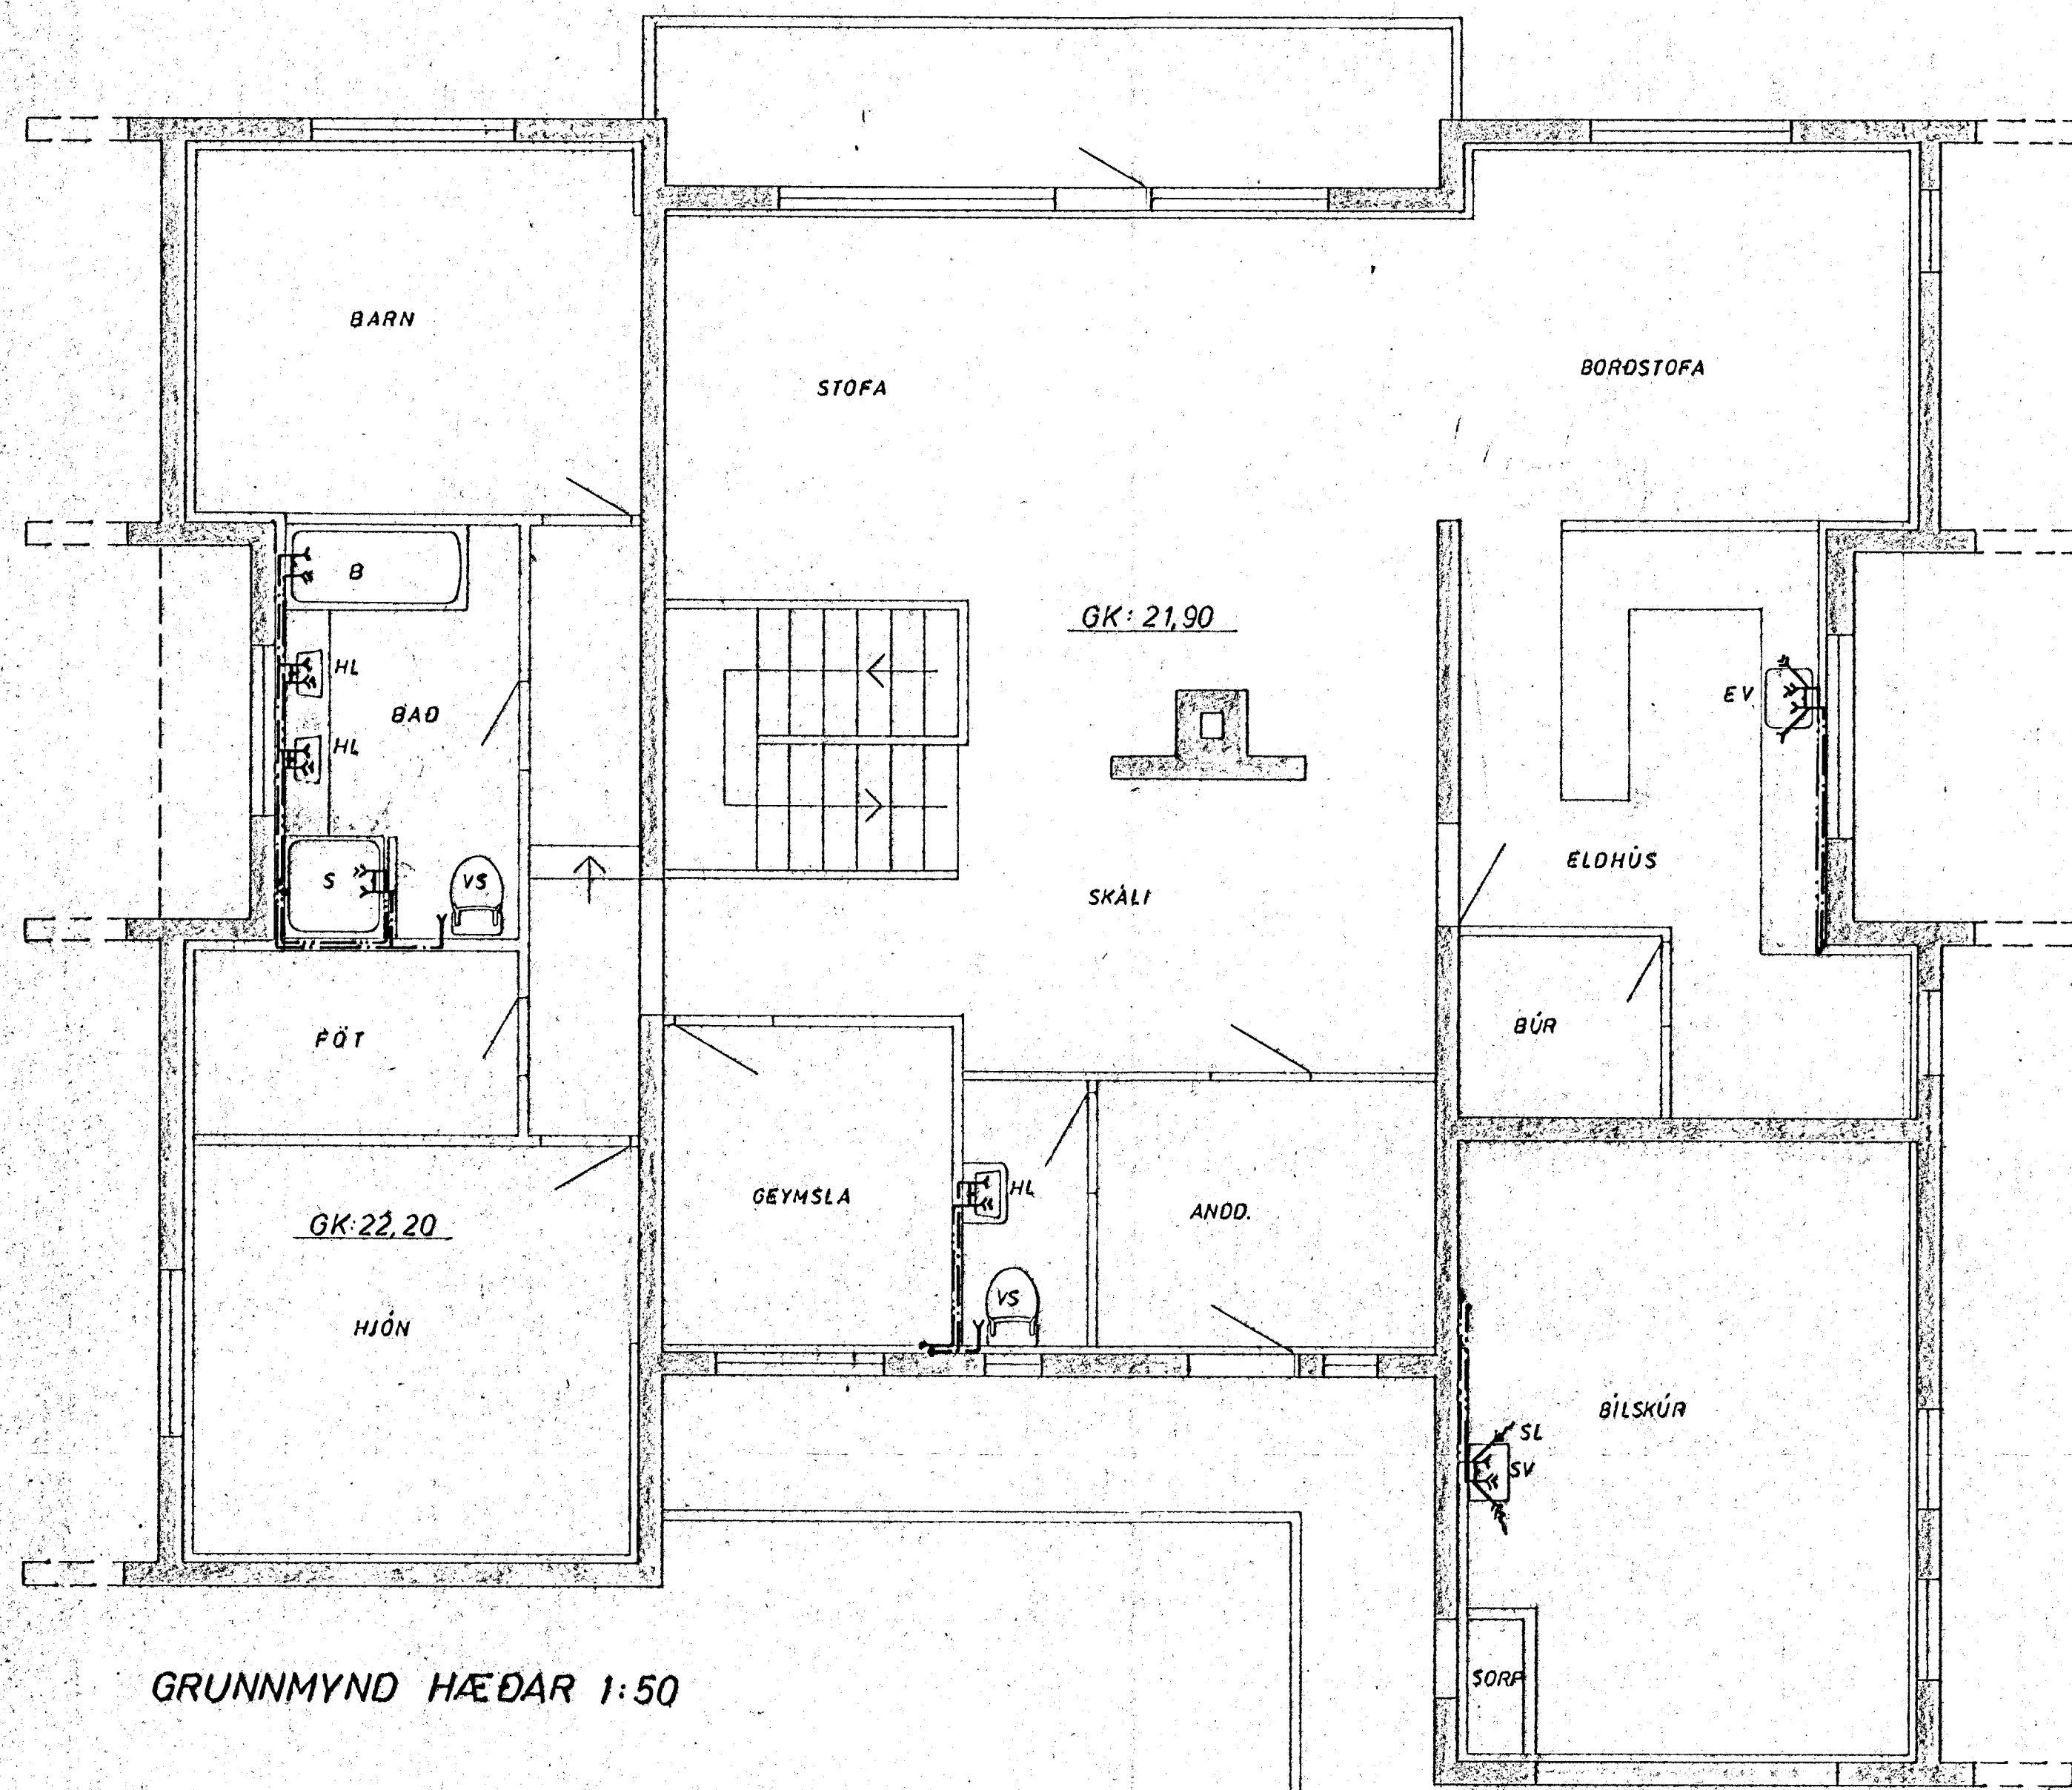 BARN
STOFA
BORÐSTOFA
B
HL
BAÐ
HL
GK: 21,90
EV
ELDHÚS
S
VS
SKÁLI
FÖT
BÚR
GEYMSLA
HL
ANDD.
GK: 22,20
VS
HJÓN
BÍLSKÚR
SL
SV
SORP
GRUNNMYND HÆÐAR 1:50